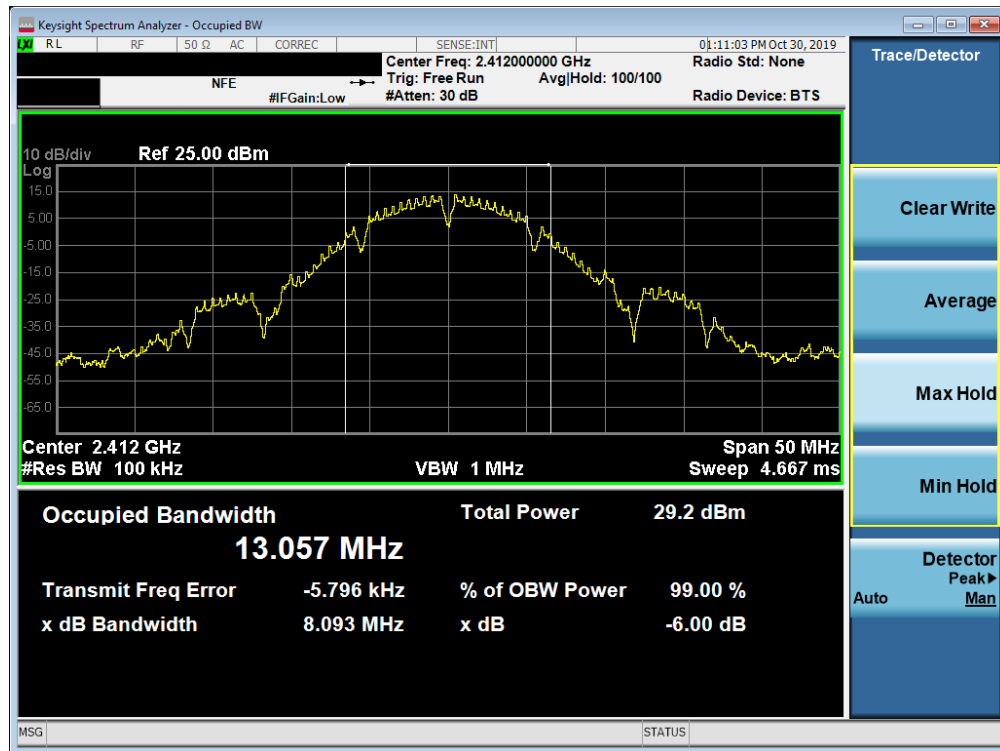 Keysight Spectrum Analyzer - Occupied BW
LXI RL RF 50 Ω AC CORREC SENSE:INT 01:11:03 PM Oct 30, 2019
Center Freq: 2.412000000 GHz Radio Std: None
NFE Trig: Free Run Avg|Hold: 100/100
#IFGain:Low #Atten: 30 dB Radio Device: BTS
10 dB/div Ref 25.00 dBm
Log
15.0
5.00
-5.00
-15.0
-25.0
-35.0
-45.0
-55.0
-65.0
Center 2.412 GHz Span 50 MHz
#Res BW 100 kHz VBW 1 MHz Sweep 4.667 ms
Occupied Bandwidth Total Power 29.2 dBm
13.057 MHz
Transmit Freq Error -5.796 kHz % of OBW Power 99.00 %
x dB Bandwidth 8.093 MHz x dB -6.00 dB
Trace/Detector
Clear Write
Average
Max Hold
Min Hold
Detector
Peak▶
Auto Man
MSG STATUS